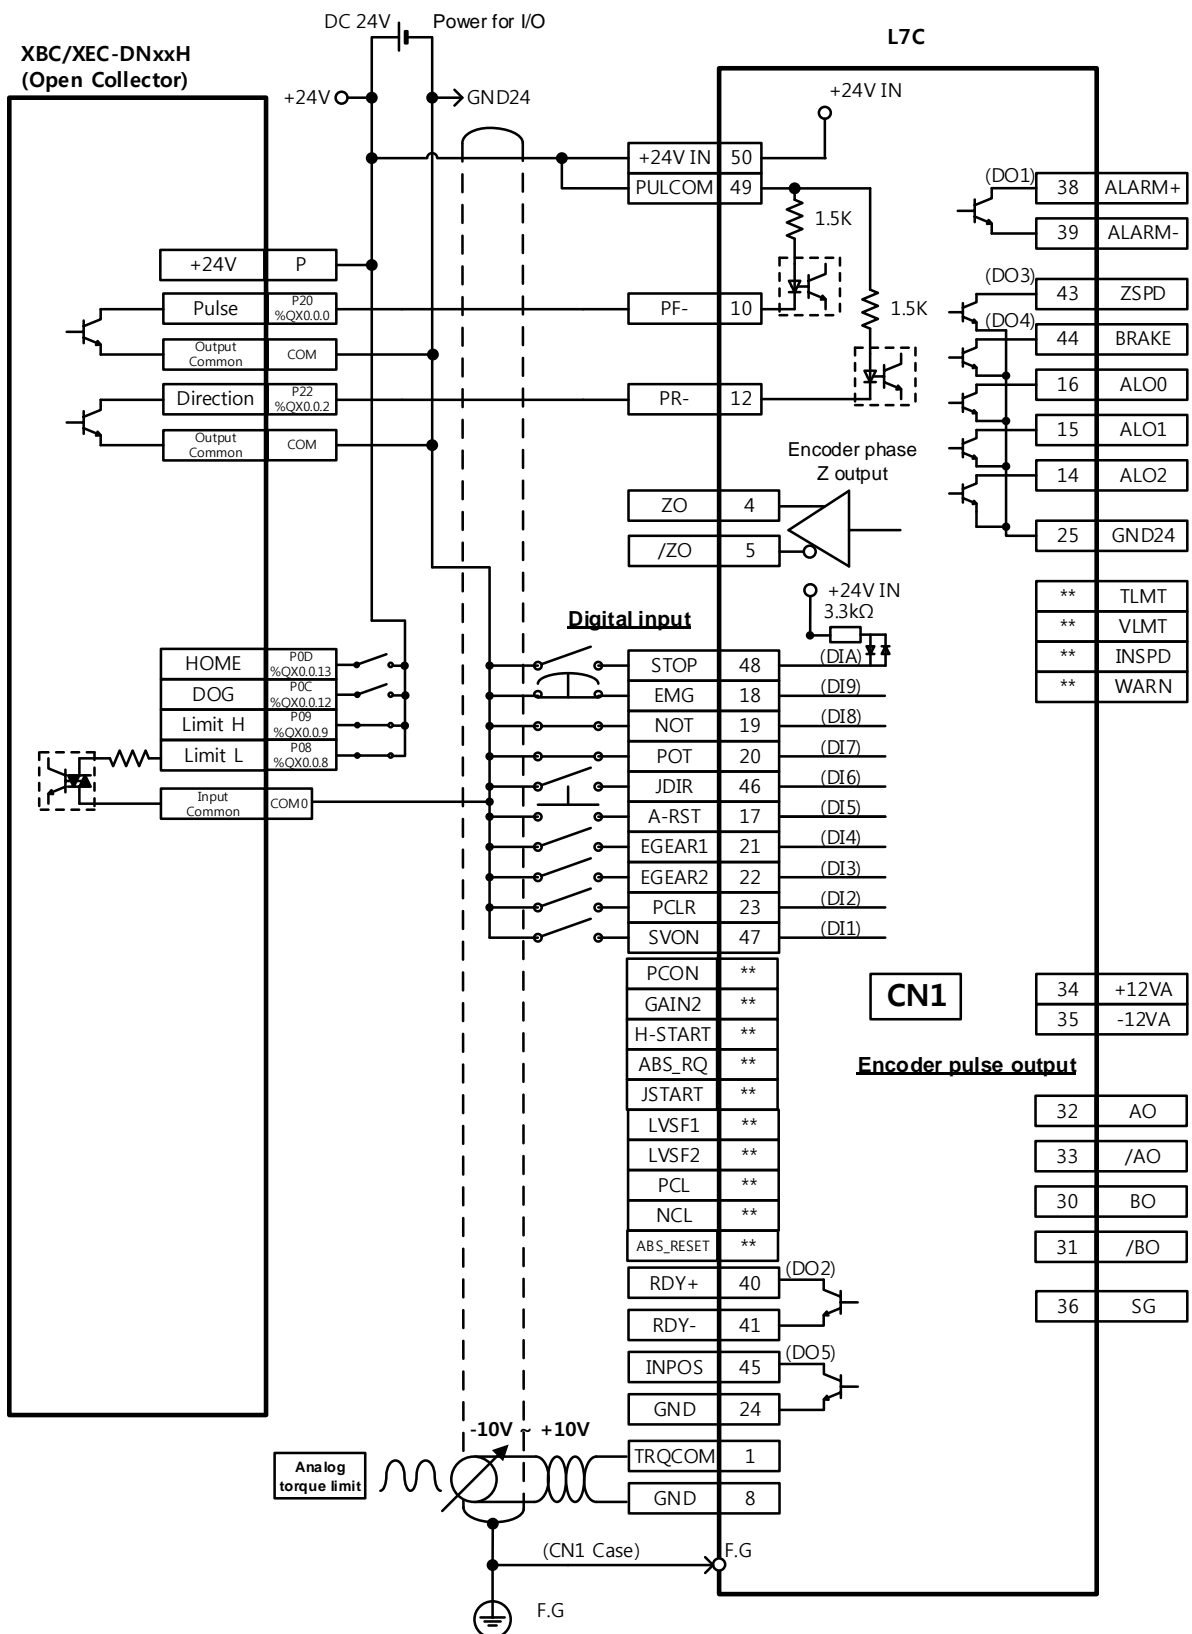 DC 24V
Power for I/O
XBC/XEC-DNxxH
(Open Collector)
L7C
+24V
GND24
+24V IN
+24V IN 50
PULCOM 49
1.5K
1.5K
(DO1)
38 ALARM+
39 ALARM-
+24V P
Pulse P20 %QX0.0.0
Output Common COM
Direction P22 %QX0.0.2
Output Common COM
PF- 10
PR- 12
(DO3)
43 ZSPD
(DO4)
44 BRAKE
16 ALO0
15 ALO1
14 ALO2
25 GND24
Encoder phase
Z output
ZO 4
/ZO 5
+24V IN
3.3kΩ
** TLMT
** VLMT
** INSPD
** WARN
Digital input
HOME P0D %QX0.0.13
DOG P0C %QX0.0.12
Limit H P09 %QX0.0.9
Limit L P08 %QX0.0.8
Input Common COM0
STOP 48 (DIA)
EMG 18 (DI9)
NOT 19 (DI8)
POT 20 (DI7)
JDIR 46 (DI6)
A-RST 17 (DI5)
EGEAR1 21 (DI4)
EGEAR2 22 (DI3)
PCLR 23 (DI2)
SVON 47 (DI1)
PCON **
GAIN2 **
H-START **
ABS_RQ **
JSTART **
LVSF1 **
LVSF2 **
PCL **
NCL **
ABS_RESET **
CN1
34 +12VA
35 -12VA
Encoder pulse output
32 AO
33 /AO
30 BO
31 /BO
36 SG
RDY+ 40 (DO2)
RDY- 41
INPOS 45 (DO5)
GND 24
-10V ~ +10V
Analog
torque limit
TRQCOM 1
GND 8
(CN1 Case)
F.G
F.G